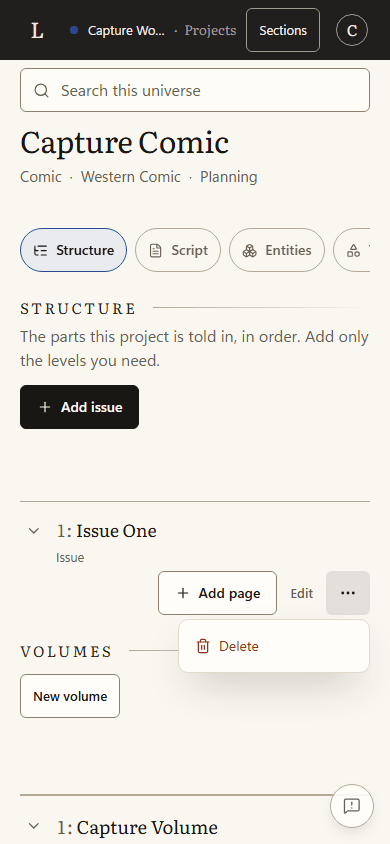 L
Capture Wo... · Projects
Sections
C
Search this universe
Capture Comic
Comic · Western Comic · Planning
Structure
Script
Entities
STRUCTURE
The parts this project is told in, in order. Add only
the levels you need.
Add issue
1: Issue One
Issue
Add page
Edit
...
Delete
VOLUMES
New volume
1: Capture Volume